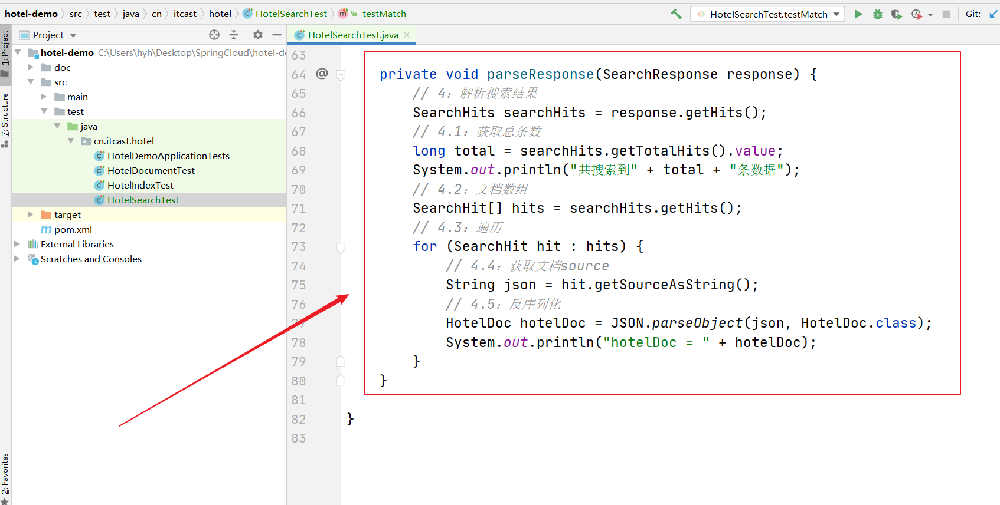 hotel-demo src test java cn itcast hotel HotelSearchTest testMatch HotelSearchTest.testMatch Git:
1: Project
Project
HotelSearchTest.java
hotel-demo C:\Users\hyh\Desktop\SpringCloud\hotel-de
doc
src
main
test
java
cn.itcast.hotel
HotelDemoApplicationTests
HotelDocumentTest
HotelIndexTest
HotelSearchTest
target
pom.xml
External Libraries
Scratches and Consoles
7: Structure
2: Favorites
63
64 @ private void parseResponse(SearchResponse response) {
65 // 4：解析搜索结果
66 SearchHits searchHits = response.getHits();
67 // 4.1：获取总条数
68 long total = searchHits.getTotalHits().value;
69 System.out.println("共搜索到" + total + "条数据");
70 // 4.2：文档数组
71 SearchHit[] hits = searchHits.getHits();
72 // 4.3：遍历
73 for (SearchHit hit : hits) {
74 // 4.4：获取文档source
75 String json = hit.getSourceAsString();
76 // 4.5：反序列化
77 HotelDoc hotelDoc = JSON.parseObject(json, HotelDoc.class);
78 System.out.println("hotelDoc = " + hotelDoc);
79 }
80 }
81
82 }
83